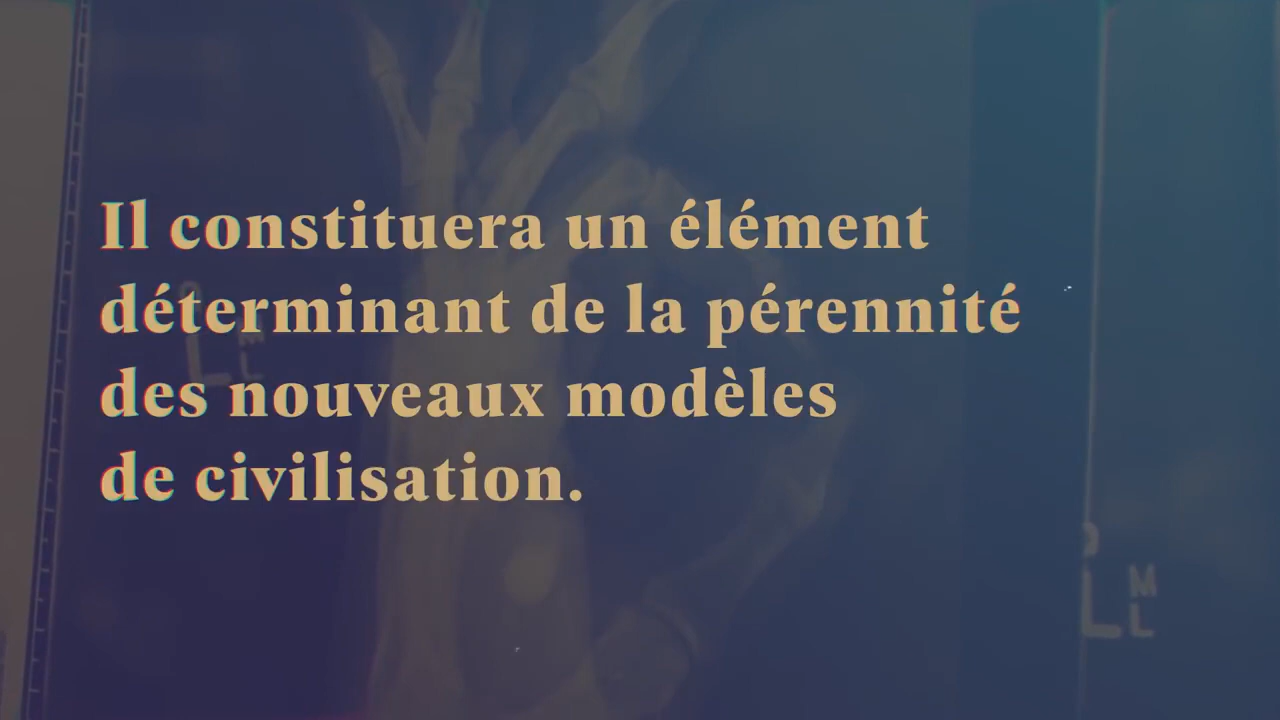 Il constituera un élément
déterminant de la pérennité
des nouveaux modèles
de civilisation.
L M
L